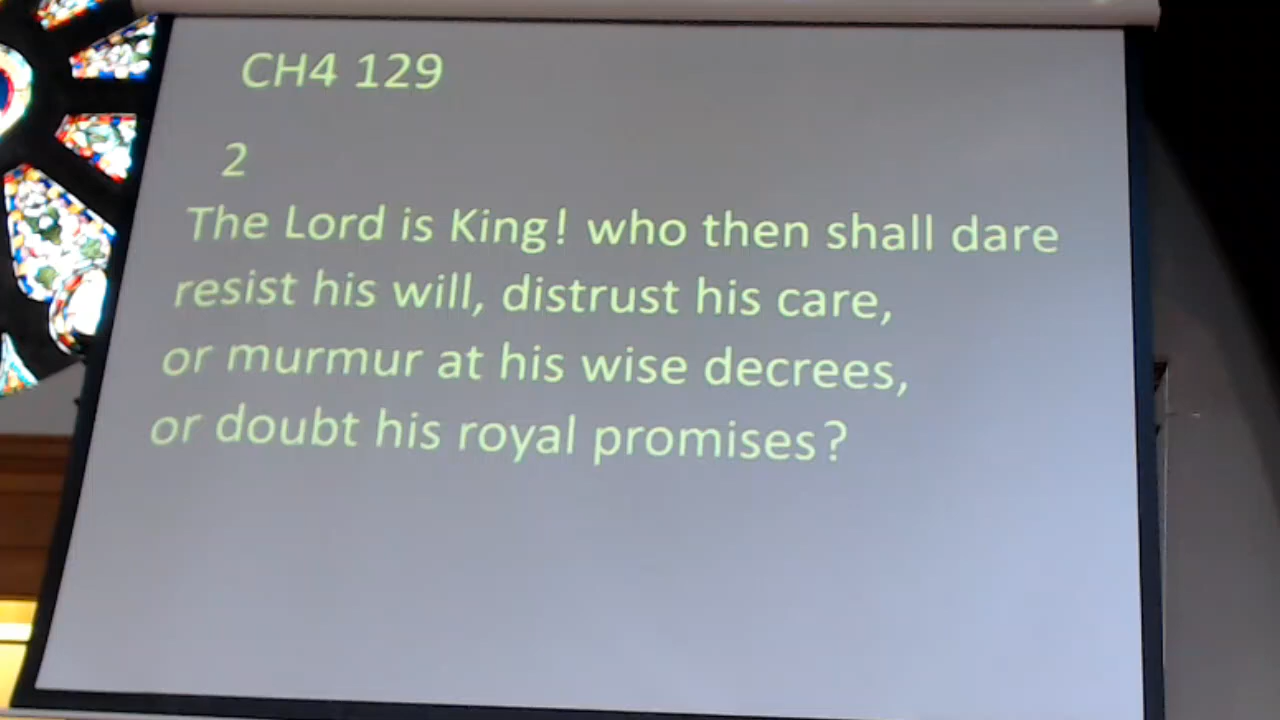 CH4 129
2
The Lord is King! who then shall dare
resist his will, distrust his care,
or murmur at his wise decrees,
or doubt his royal promises?